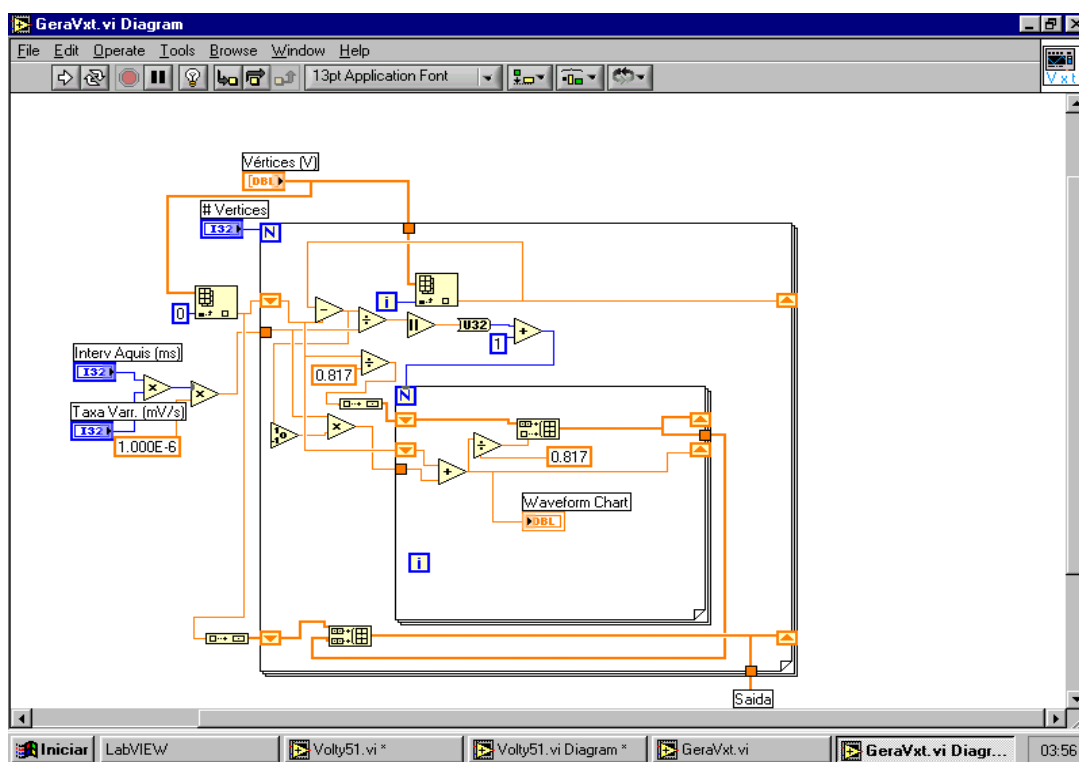 GeraVxt.vi Diagram
File Edit Operate Tools Browse Window Help
13pt Application Font
Vxt
Vértices (V)
[DBL]
# Vertices
I32
N
i
0
U32
1
Interv Aquis (ms)
I32
0.817
N
Taxa Varr. (mV/s)
I32
1.000E-6
0.817
Waveform Chart
DBL
i
Saida
Iniciar
LabVIEW
Volty51.vi *
Volty51.vi Diagram *
GeraVxt.vi
GeraVxt.vi Diagr...
03:56